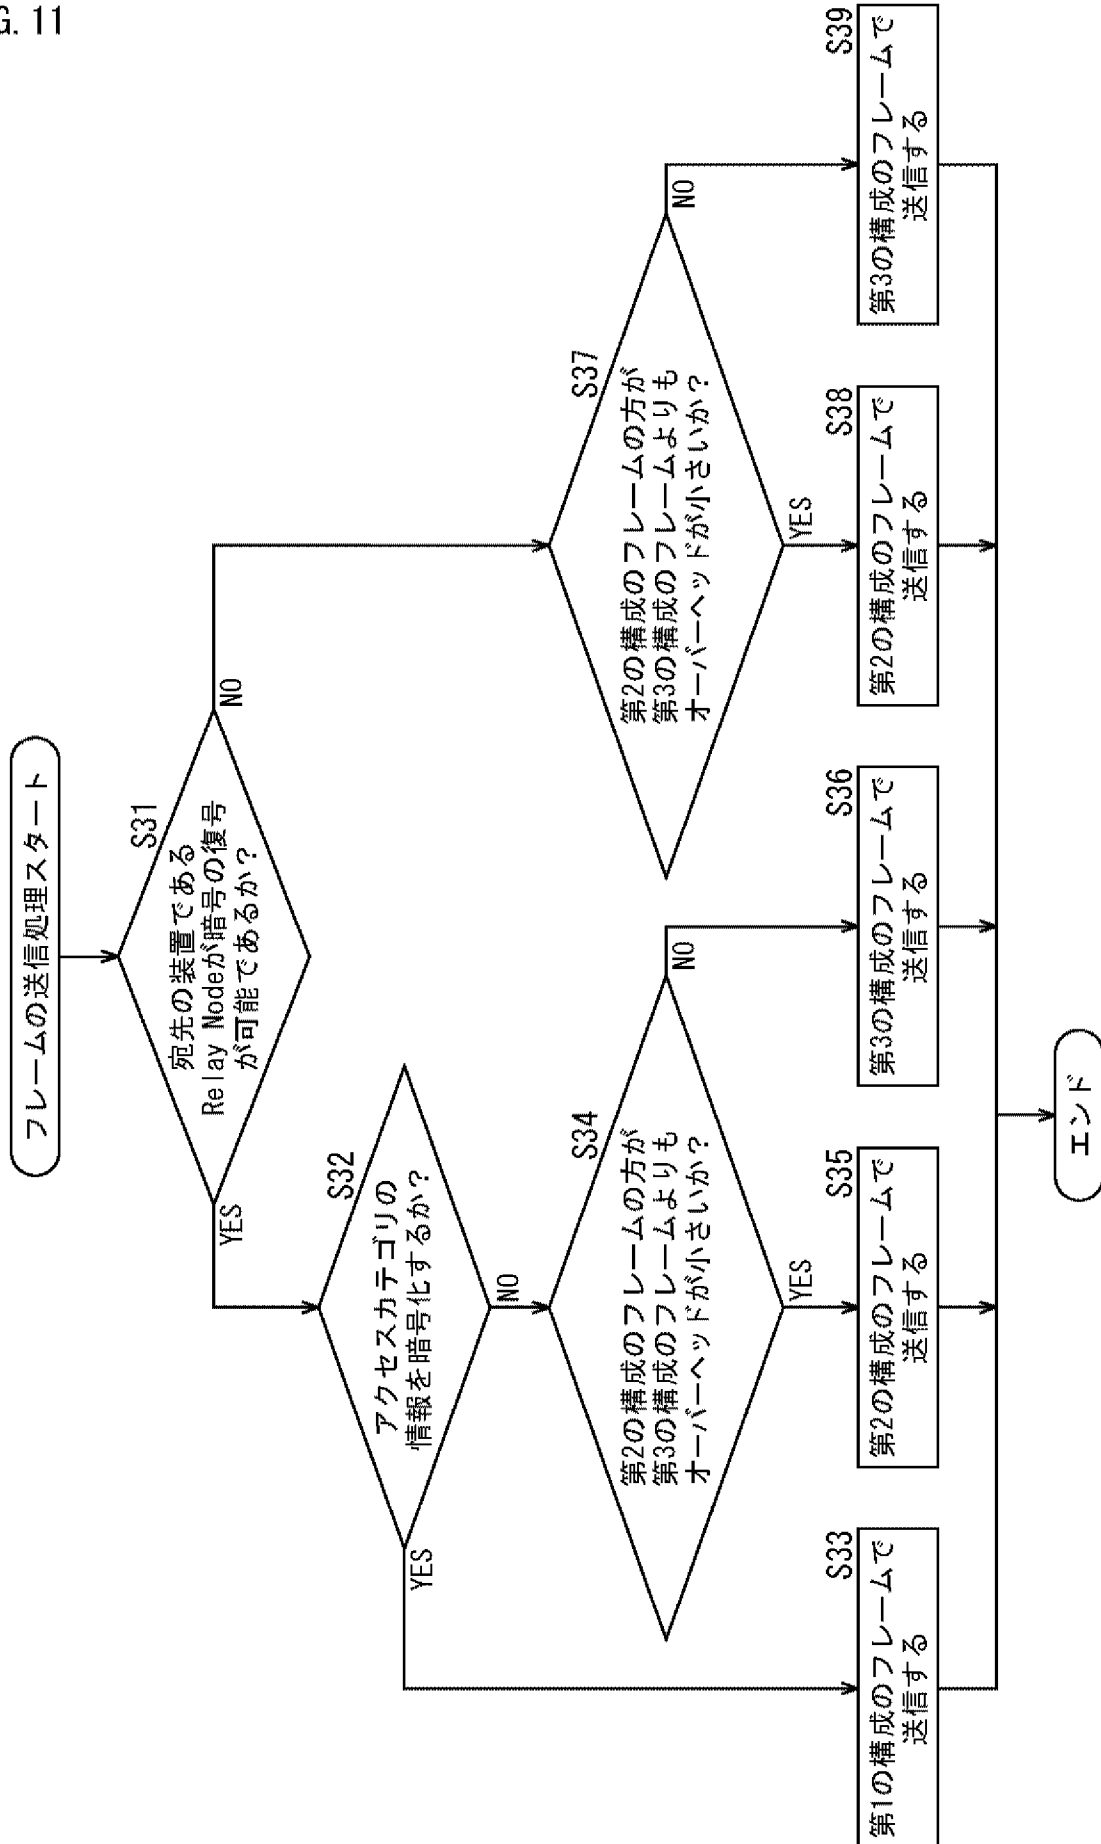 G. 11
フレームの送信処理スタート
S31
宛先の装置である
Relay Nodeが暗号の復号
が可能であるか？
YES
NO
S32
アクセスカテゴリの
情報を暗号化するか？
YES
NO
S33
第1の構成のフレームで
送信する
S34
第2の構成のフレームの方が
第3の構成のフレームよりも
オーバーヘッドが小さいか？
YES
NO
S35
第2の構成のフレームで
送信する
S36
第3の構成のフレームで
送信する
S37
第2の構成のフレームの方が
第3の構成のフレームよりも
オーバーヘッドが小さいか？
YES
NO
S38
第2の構成のフレームで
送信する
S39
第3の構成のフレームで
送信する
エンド